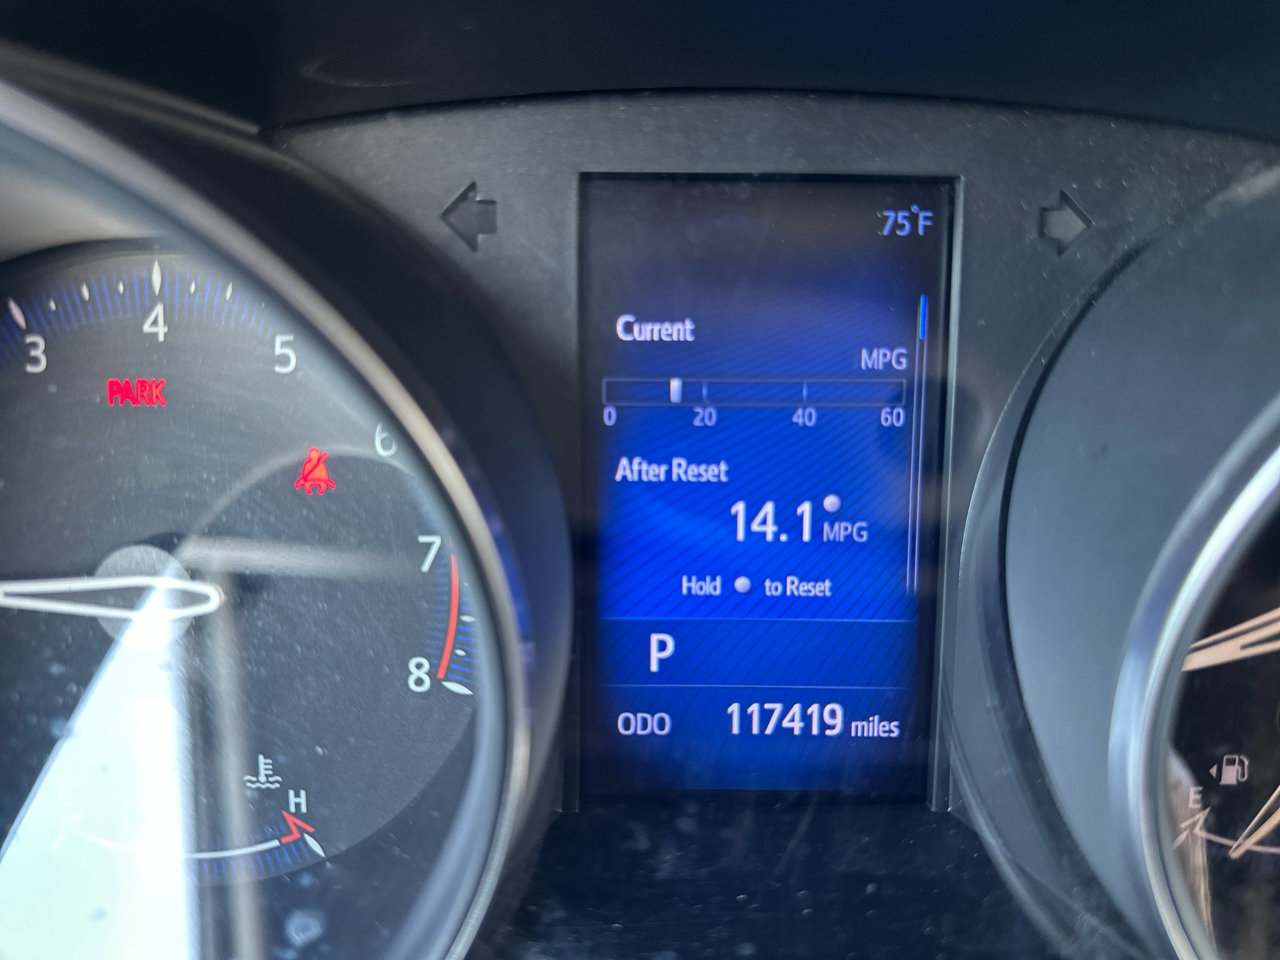 75°F
Current
MPG
0 20 40 60
After Reset
14.1 MPG
Hold to Reset
P
ODO 117419 miles
3
4
5
6
7
8
PARK
H
E